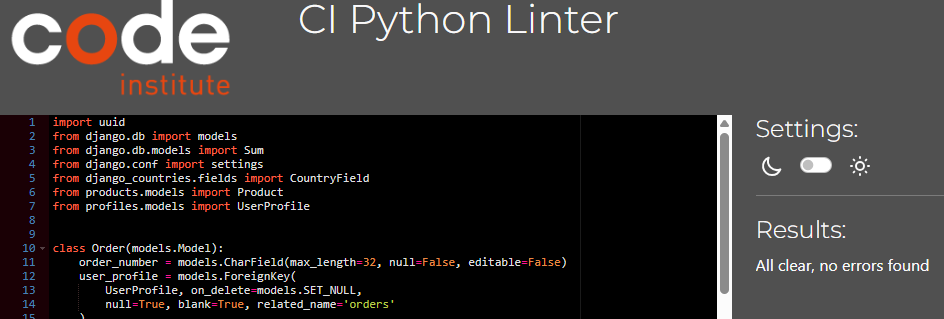 code
institute
CI Python Linter
1 import uuid
2 from django.db import models
3 from django.db.models import Sum
4 from django.conf import settings
5 from django_countries.fields import CountryField
6 from products.models import Product
7 from profiles.models import UserProfile
8
9
10 class Order(models.Model):
11     order_number = models.CharField(max_length=32, null=False, editable=False)
12     user_profile = models.ForeignKey(
13         UserProfile, on_delete=models.SET_NULL,
14         null=True, blank=True, related_name='orders'
15     )
Settings:
Results:
All clear, no errors found